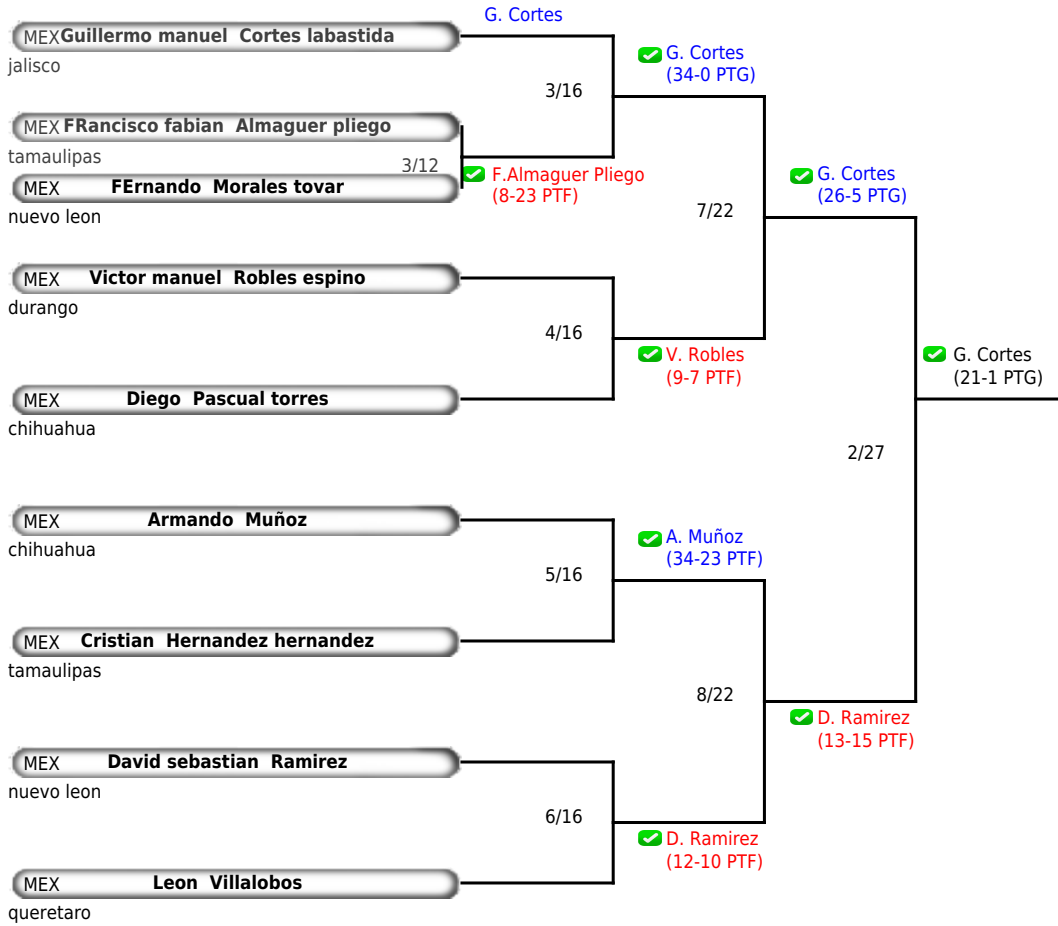 G. Cortes
MEX Guillermo manuel  Cortes labastida
jalisco
G. Cortes
(34-0 PTG)
3/16
MEX FRancisco fabian  Almaguer pliego
tamaulipas
3/12
F.Almaguer Pliego
(8-23 PTF)
MEX FErnando  Morales tovar
nuevo leon
G. Cortes
(26-5 PTG)
7/22
MEX Victor manuel  Robles espino
durango
4/16
V. Robles
(9-7 PTF)
G. Cortes
(21-1 PTG)
MEX Diego  Pascual torres
chihuahua
2/27
MEX Armando  Muñoz
chihuahua
A. Muñoz
(34-23 PTF)
5/16
MEX Cristian  Hernandez hernandez
tamaulipas
8/22
D. Ramirez
(13-15 PTF)
MEX David sebastian  Ramirez
nuevo leon
6/16
D. Ramirez
(12-10 PTF)
MEX Leon  Villalobos
queretaro